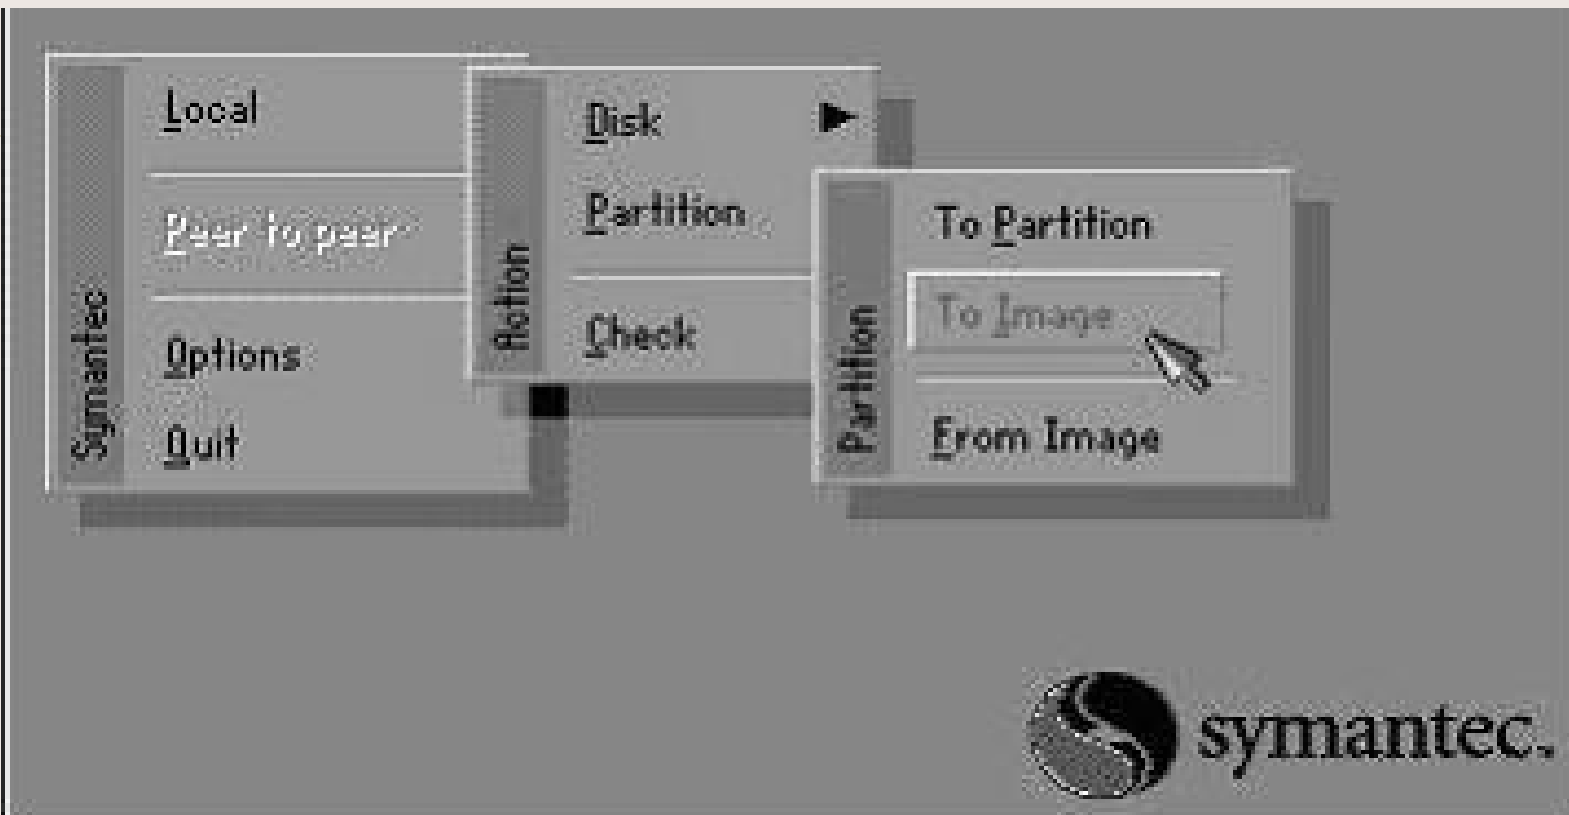 Local
Peer to peer
Options
Quit
Symantec
Disk
Partition
Check
Action
To Partition
To Image
From Image
Partition
symantec.